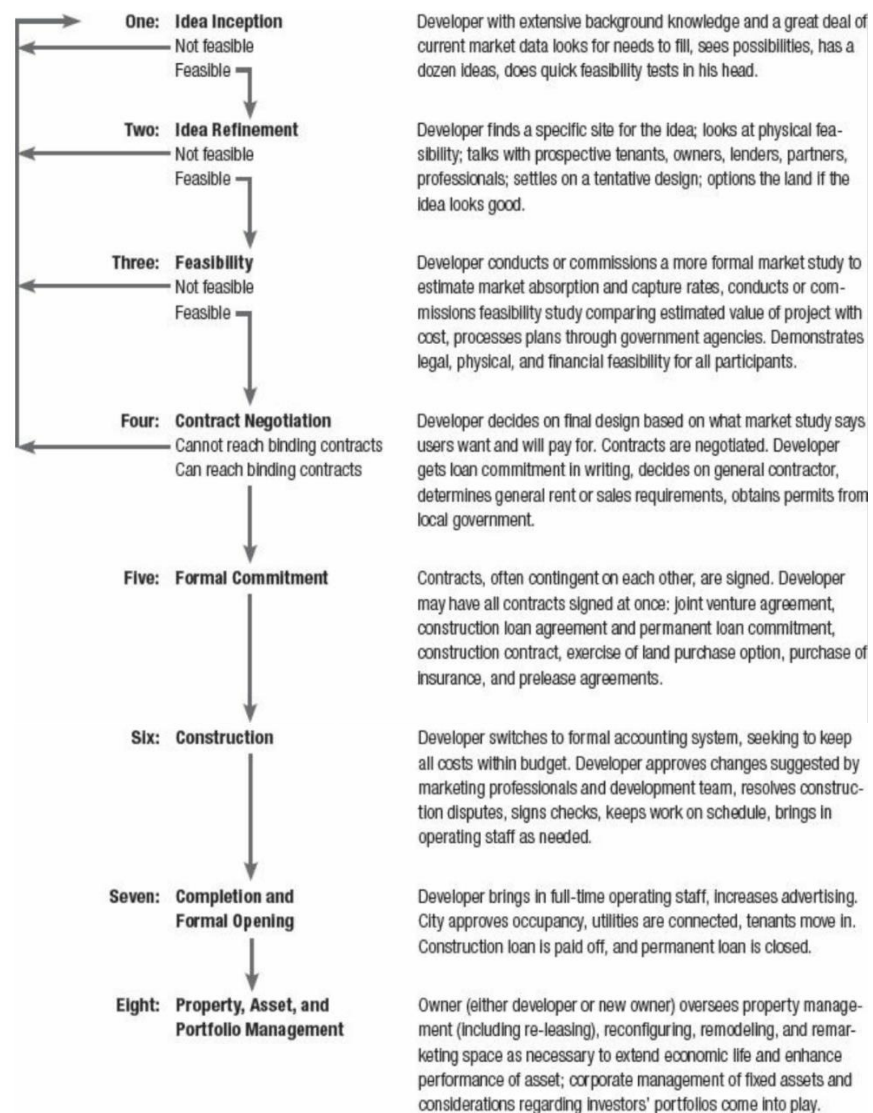 One: Idea Inception
Not feasible
Feasible
Developer with extensive background knowledge and a great deal of
current market data looks for needs to fill, sees possibilities, has a
dozen ideas, does quick feasibility tests in his head.
Two: Idea Refinement
Not feasible
Feasible
Developer finds a specific site for the idea; looks at physical fea-
sibility; talks with prospective tenants, owners, lenders, partners,
professionals; settles on a tentative design; options the land if the
idea looks good.
Three: Feasibility
Not feasible
Feasible
Developer conducts or commissions a more formal market study to
estimate market absorption and capture rates, conducts or com-
missions feasibility study comparing estimated value of project with
cost, processes plans through government agencies. Demonstrates
legal, physical, and financial feasibility for all participants.
Four: Contract Negotiation
Cannot reach binding contracts
Can reach binding contracts
Developer decides on final design based on what market study says
users want and will pay for. Contracts are negotiated. Developer
gets loan commitment in writing, decides on general contractor,
determines general rent or sales requirements, obtains permits from
local government.
Five: Formal Commitment
Contracts, often contingent on each other, are signed. Developer
may have all contracts signed at once: joint venture agreement,
construction loan agreement and permanent loan commitment,
construction contract, exercise of land purchase option, purchase of
insurance, and prelease agreements.
Six: Construction
Developer switches to formal accounting system, seeking to keep
all costs within budget. Developer approves changes suggested by
marketing professionals and development team, resolves construc-
tion disputes, signs checks, keeps work on schedule, brings in
operating staff as needed.
Seven: Completion and
Formal Opening
Developer brings in full-time operating staff, increases advertising.
City approves occupancy, utilities are connected, tenants move in.
Construction loan is paid off, and permanent loan is closed.
Eight: Property, Asset, and
Portfolio Management
Owner (either developer or new owner) oversees property manage-
ment (including re-leasing), reconfiguring, remodeling, and remar-
keting space as necessary to extend economic life and enhance
performance of asset; corporate management of fixed assets and
considerations regarding investors' portfolios come into play.